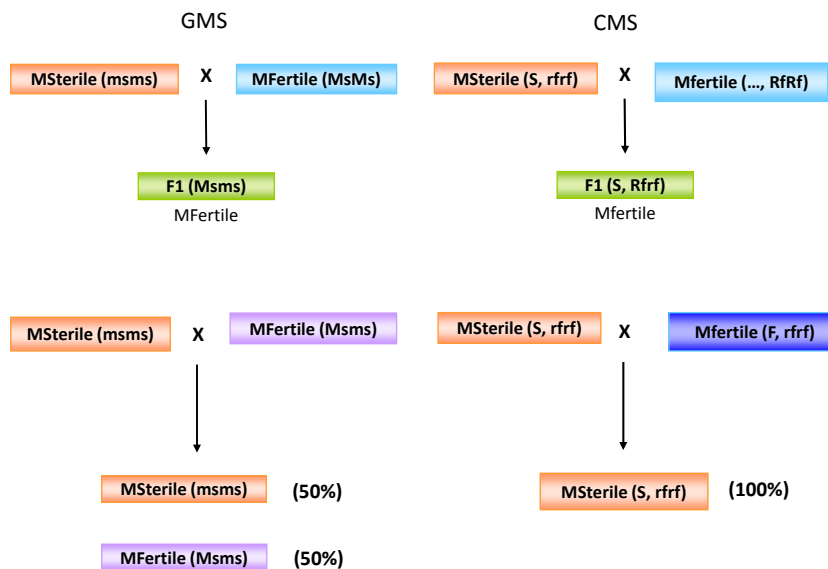 GMS
CMS
MSterile (msms) X MFertile (MsMs)
MSterile (S, rfrf) X Mfertile (…, RfRf)
F1 (Msms)
MFertile
F1 (S, Rfrf)
Mfertile
MSterile (msms) X MFertile (Msms)
MSterile (S, rfrf) X Mfertile (F, rfrf)
MSterile (msms) (50%)
MSterile (S, rfrf) (100%)
MFertile (Msms) (50%)